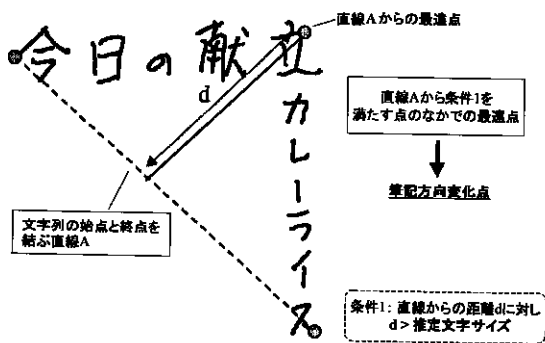 直線Aからの最遠点
今日の献立
d
カレーライス
直線Aから条件1を
満たす点のなかでの最遠点
筆記方向変化点
文字列の始点と終点を
結ぶ直線A
条件1: 直線からの距離dに対し
d > 推定文字サイズ